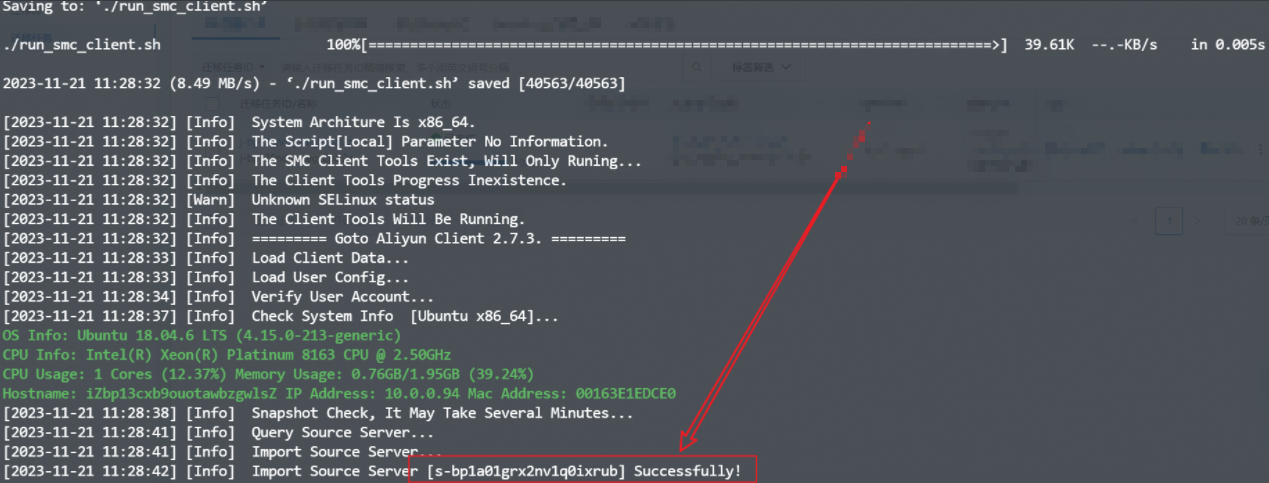 Saving to: ‘./run_smc_client.sh’
./run_smc_client.sh 100%[===========================================================================>] 39.61K --.-KB/s in 0.005s
2023-11-21 11:28:32 (8.49 MB/s) - ‘./run_smc_client.sh’ saved [40563/40563]
[2023-11-21 11:28:32] [Info] System Architure Is x86_64.
[2023-11-21 11:28:32] [Info] The Script[Local] Parameter No Information.
[2023-11-21 11:28:32] [Info] The SMC Client Tools Exist, Will Only Runing...
[2023-11-21 11:28:32] [Info] The Client Tools Progress Inexistence.
[2023-11-21 11:28:32] [Warn] Unknown SELinux status
[2023-11-21 11:28:32] [Info] The Client Tools Will Be Running.
[2023-11-21 11:28:32] [Info] ========= Goto Aliyun Client 2.7.3. =========
[2023-11-21 11:28:33] [Info] Load Client Data...
[2023-11-21 11:28:33] [Info] Load User Config...
[2023-11-21 11:28:34] [Info] Verify User Account...
[2023-11-21 11:28:37] [Info] Check System Info [Ubuntu x86_64]...
OS Info: Ubuntu 18.04.6 LTS (4.15.0-213-generic)
CPU Info: Intel(R) Xeon(R) Platinum 8163 CPU @ 2.50GHz
CPU Usage: 1 Cores (12.37%) Memory Usage: 0.76GB/1.95GB (39.24%)
Hostname: iZbp13cxb9ouotawbzgwlsZ IP Address: 10.0.0.94 Mac Address: 00163E1EDCE0
[2023-11-21 11:28:38] [Info] Snapshot Check, It May Take Several Minutes...
[2023-11-21 11:28:41] [Info] Query Source Server...
[2023-11-21 11:28:41] [Info] Import Source Server...
[2023-11-21 11:28:42] [Info] Import Source Server [s-bp1a01grx2nv1q0ixrub] Successfully!